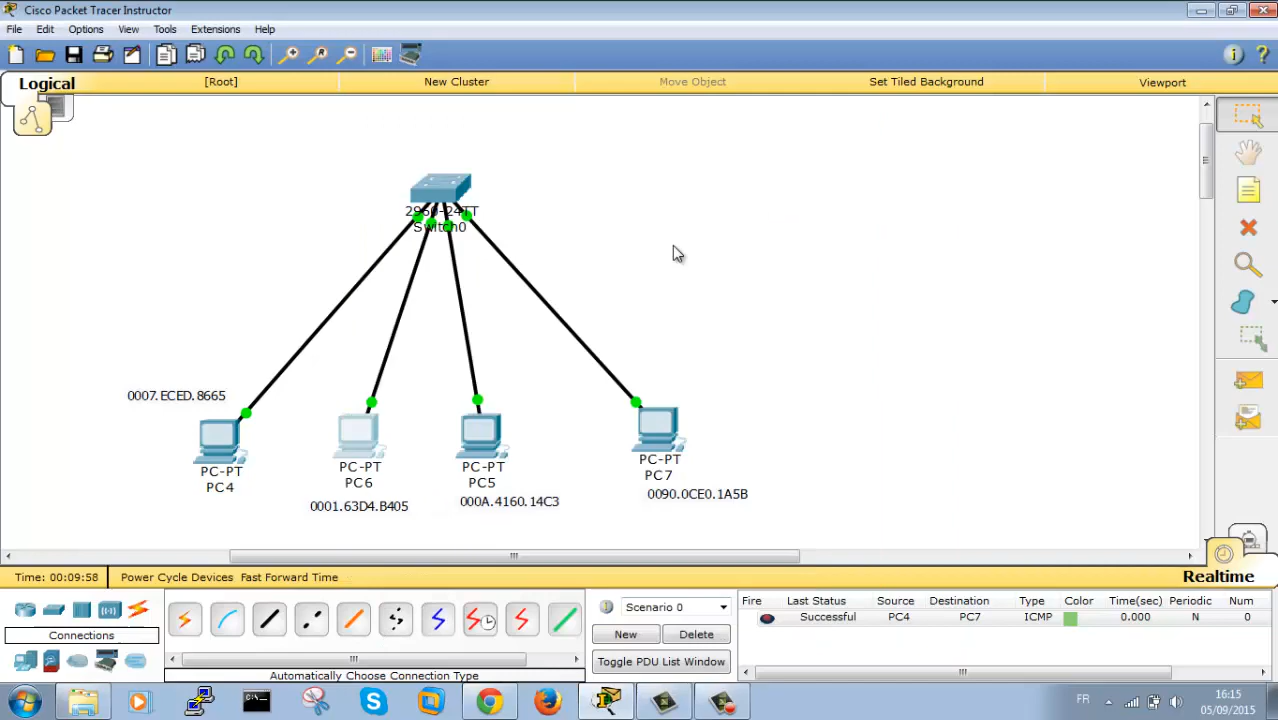 Cisco Packet Tracer Instructor
File Edit Options View Tools Extensions Help
Logical [Root] New Cluster Move Object Set Tiled Background Viewport
2960-24TT
Switch0
0007.ECED.8665
PC-PT
PC4
PC-PT
PC6
0001.63D4.B405
PC-PT
PC5
000A.4160.14C3
PC-PT
PC7
0090.0CE0.1A5B
Time: 00:09:58 Power Cycle Devices Fast Forward Time
Realtime
Connections
Automatically Choose Connection Type
Scenario 0
New Delete
Toggle PDU List Window
Fire Last Status Source Destination Type Color Time(sec) Periodic Num
Successful PC4 PC7 ICMP 0.000 N 0
FR
16:15
05/09/2015